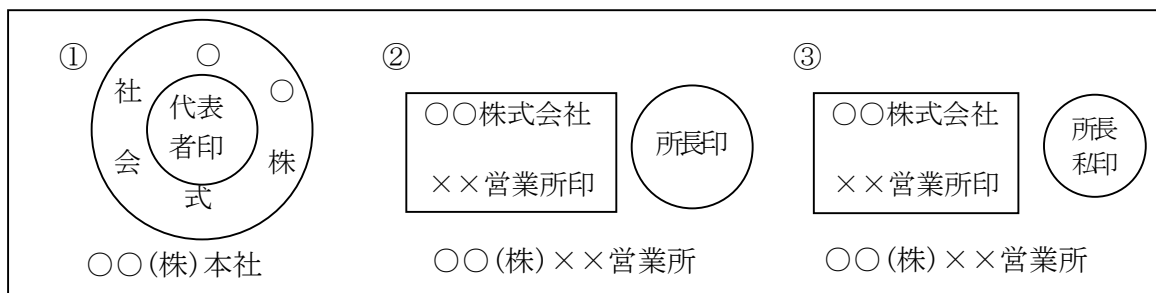 ①
○○株式会社
代表
者印
○○(株)本社
②
○○株式会社
××営業所印
所長印
○○(株)××営業所
③
○○株式会社
××営業所印
所長
私印
○○(株)××営業所